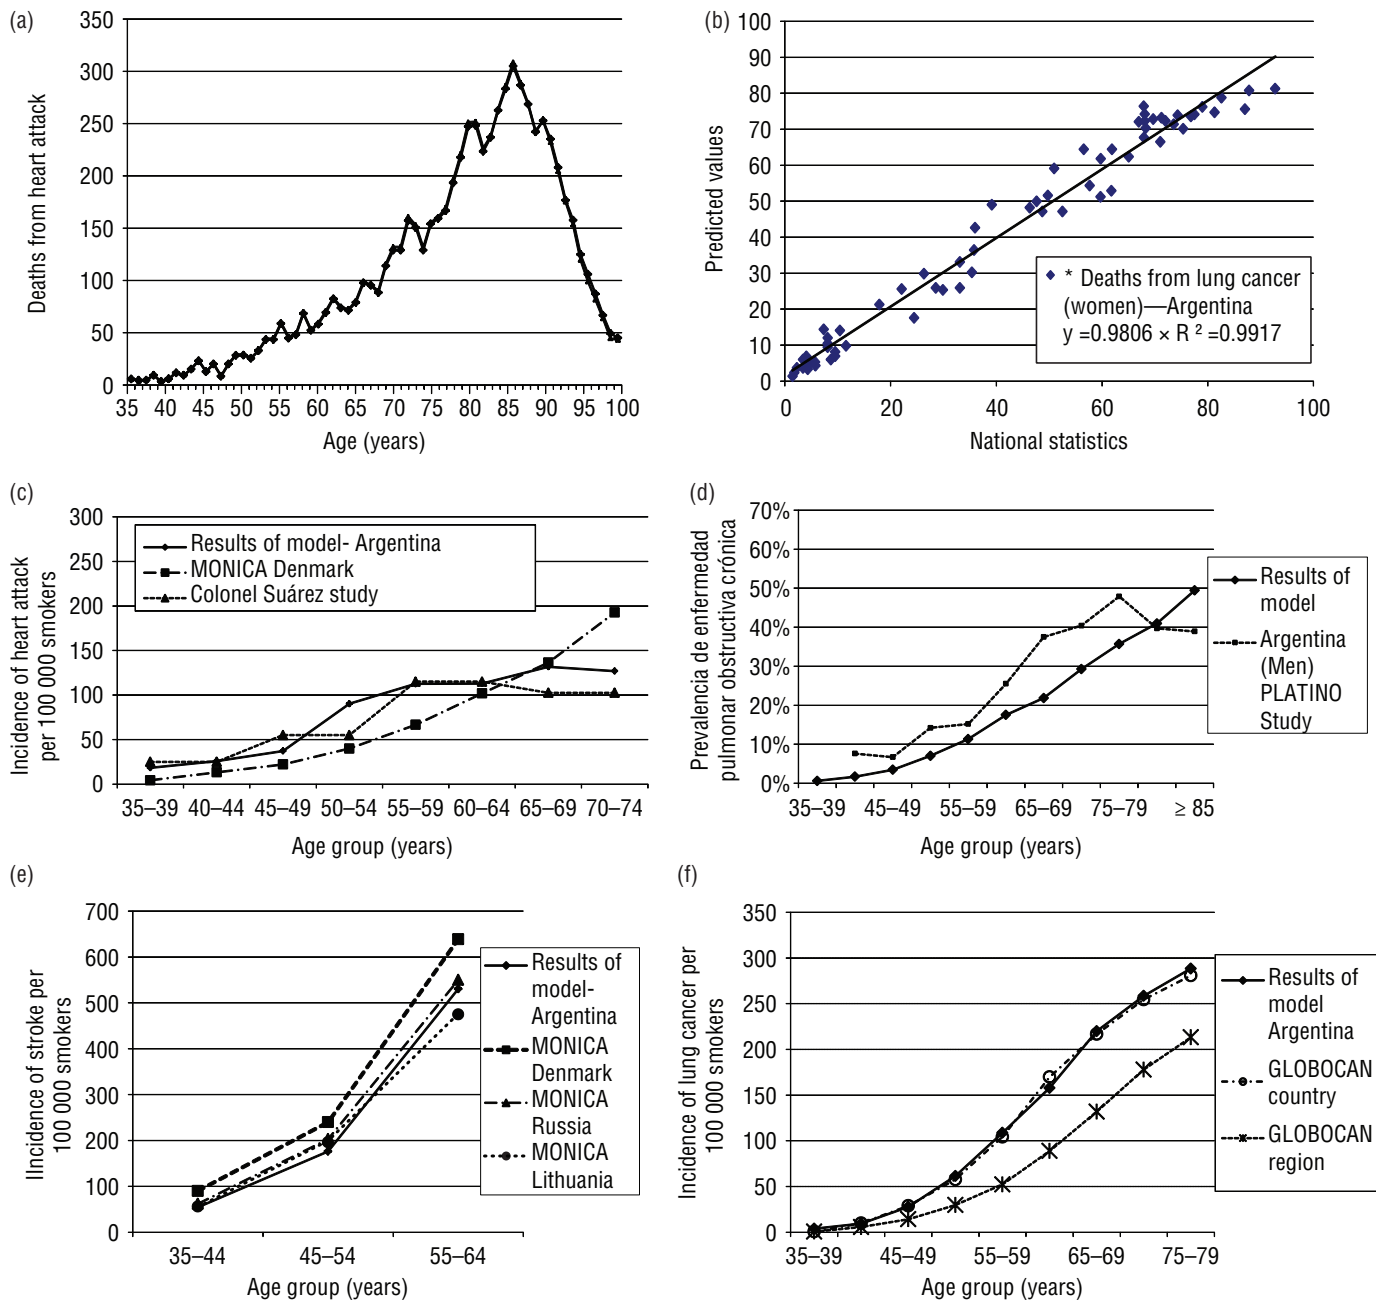 (a)
350
300
250
200
150
100
50
0
Deaths from heart attack
35 40 45 50 55 60 65 70 75 80 85 90 95 100
Age (years)
(b)
100
90
80
70
60
50
40
30
20
10
0
Predicted values
* Deaths from lung cancer
(women)—Argentina
y =0.9806 × R ² =0.9917
0 20 40 60 80 100
National statistics
(c)
300
250
200
150
100
50
0
Incidence of heart attack
per 100 000 smokers
Results of model- Argentina
MONICA Denmark
Colonel Suárez study
35–39 40–44 45–49 50–54 55–59 60–64 65–69 70–74
Age group (years)
(d)
70%
60%
50%
40%
30%
20%
10%
0%
Prevalencia de enfermedad
pulmonar obstructiva crónica
Results of
model
Argentina
(Men)
PLATINO
Study
35–39 45–49 55–59 65–69 75–79 ≥ 85
Age group (years)
(e)
700
600
500
400
300
200
100
0
IIncidence of stroke per
100 000 smokers
Results of
model-
Argentina
MONICA
Denmark
MONICA
Russia
MONICA
Lithuania
35–44 45–54 55–64
Age group (years)
(f)
350
300
250
200
150
100
50
0
Incidence of lung cancer per
100 000 smokers
Results of
model
Argentina
GLOBOCAN
country
GLOBOCAN
region
35–39 45–49 55–59 65–69 75–79
Age group (years)